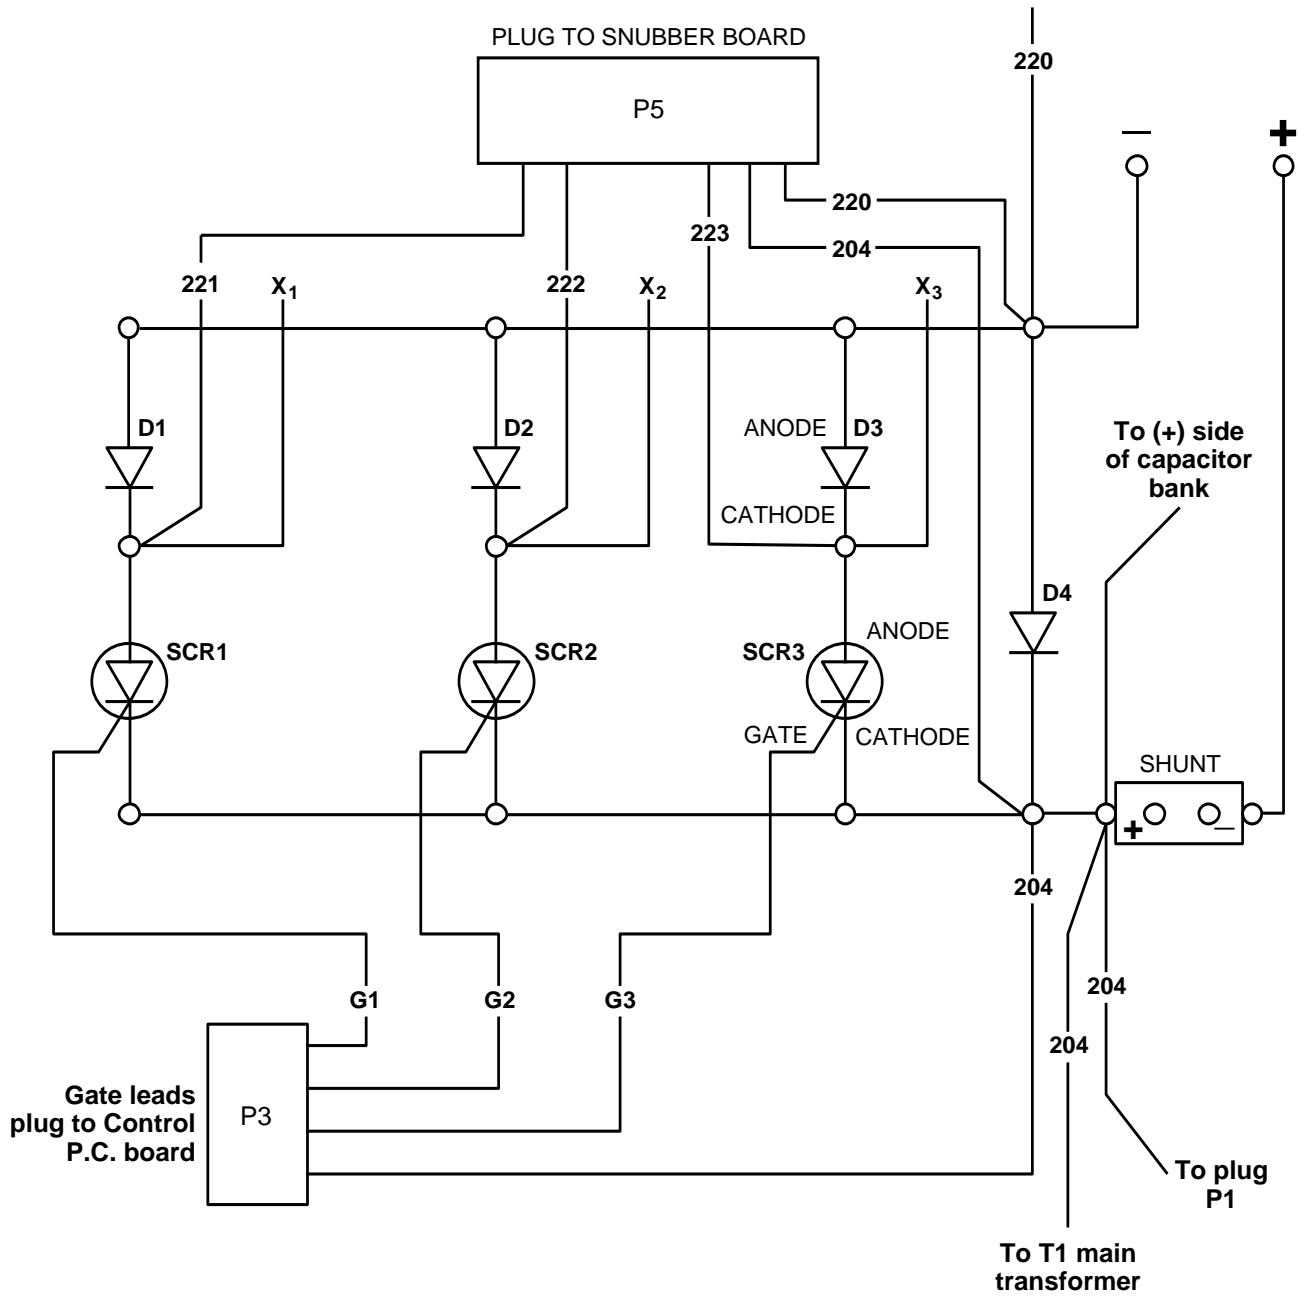 PLUG TO SNUBBER BOARD
220
P5
—
+
220
223
204
221
X1
222
X2
X3
D1
D2
ANODE
D3
To (+) side
of capacitor
bank
CATHODE
D4
ANODE
SCR1
SCR2
SCR3
GATE
CATHODE
SHUNT
+
—
204
G1
G2
G3
204
204
Gate leads
plug to Control
P.C. board
P3
To plug
P1
To T1 main
transformer